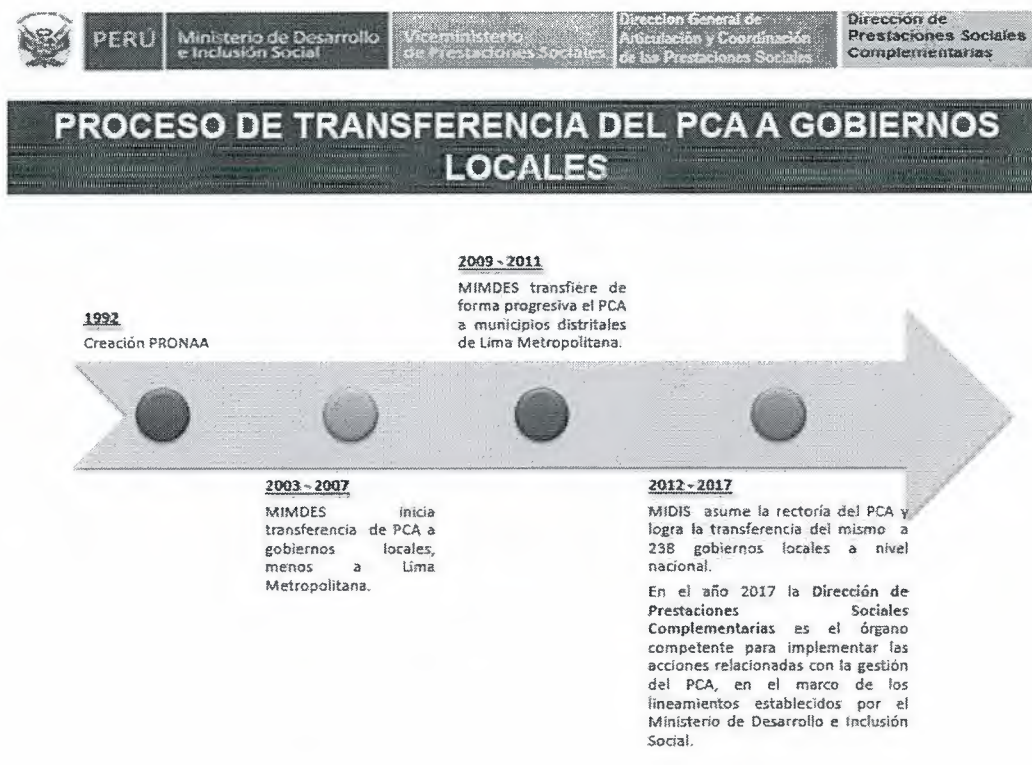 PERÚ
Ministerio de Desarrollo
e Inclusión Social
Viceministerio
de Prestaciones Sociales
Dirección General de
Articulación y Coordinación
de las Prestaciones Sociales
Dirección de
Prestaciones Sociales
Complementarias
PROCESO DE TRANSFERENCIA DEL PCA A GOBIERNOS
LOCALES
1992
Creación PRONAA
2009 - 2011
MIMDES transfiere de
forma progresiva el PCA
a municipios distritales
de Lima Metropolitana.
2003 - 2007
MIMDES inicia
transferencia de PCA a
gobiernos locales,
menos a Lima
Metropolitana.
2012 - 2017
MIDIS asume la rectoría del PCA y
logra la transferencia del mismo a
238 gobiernos locales a nivel
nacional.
En el año 2017 la Dirección de
Prestaciones Sociales
Complementarias es el órgano
competente para implementar las
acciones relacionadas con la gestión
del PCA, en el marco de los
lineamientos establecidos por el
Ministerio de Desarrollo e Inclusión
Social.